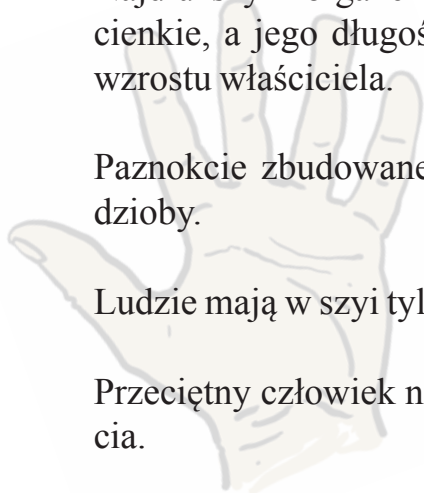 cienkie, a jego długoś
wzrostu właściciela.
Paznokcie zbudowane
dzioby.
Ludzie mają w szyi tyl
Przeciętny człowiek n
cia.